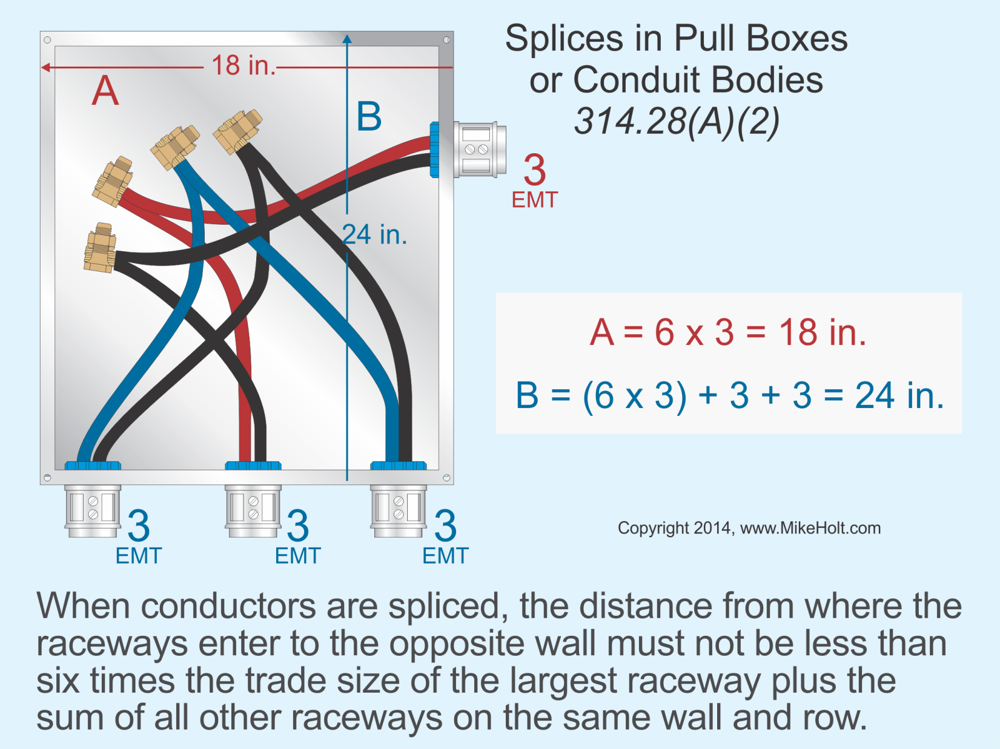 Splices in Pull Boxes
or Conduit Bodies
314.28(A)(2)
18 in.
A
B
24 in.
3
EMT
A = 6 x 3 = 18 in.
B = (6 x 3) + 3 + 3 = 24 in.
3
EMT
3
EMT
3
EMT
Copyright 2014, www.MikeHolt.com
When conductors are spliced, the distance from where the
raceways enter to the opposite wall must not be less than
six times the trade size of the largest raceway plus the
sum of all other raceways on the same wall and row.